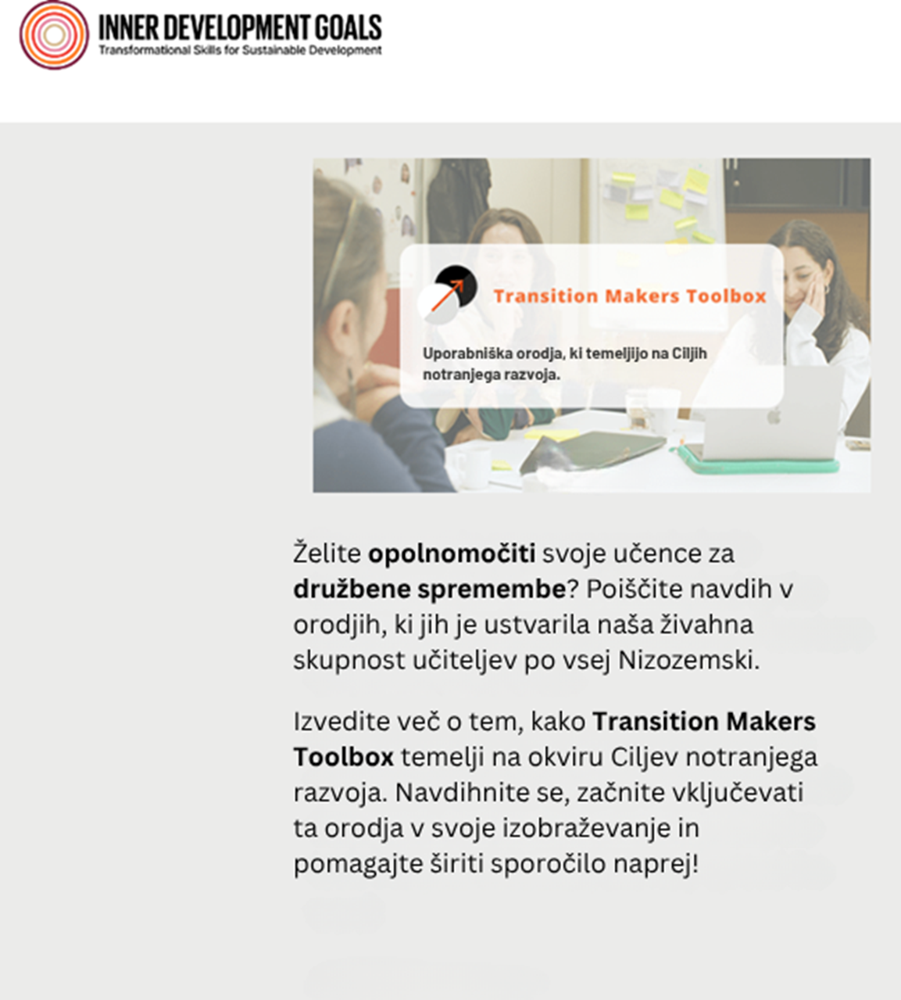 INNER DEVELOPMENT GOALS
Transformational Skills for Sustainable Development
Transition Makers Toolbox
Uporabniška orodja, ki temeljijo na Ciljih
notranjega razvoja.
Želite opolnomočiti svoje učence za
družbene spremembe? Poiščite navdih v
orodjih, ki jih je ustvarila naša živahna
skupnost učiteljev po vsej Nizozemski.
Izvedite več o tem, kako Transition Makers
Toolbox temelji na okviru Ciljev notranjega
razvoja. Navdihnite se, začnite vključevati
ta orodja v svoje izobraževanje in
pomagajte širiti sporočilo naprej!